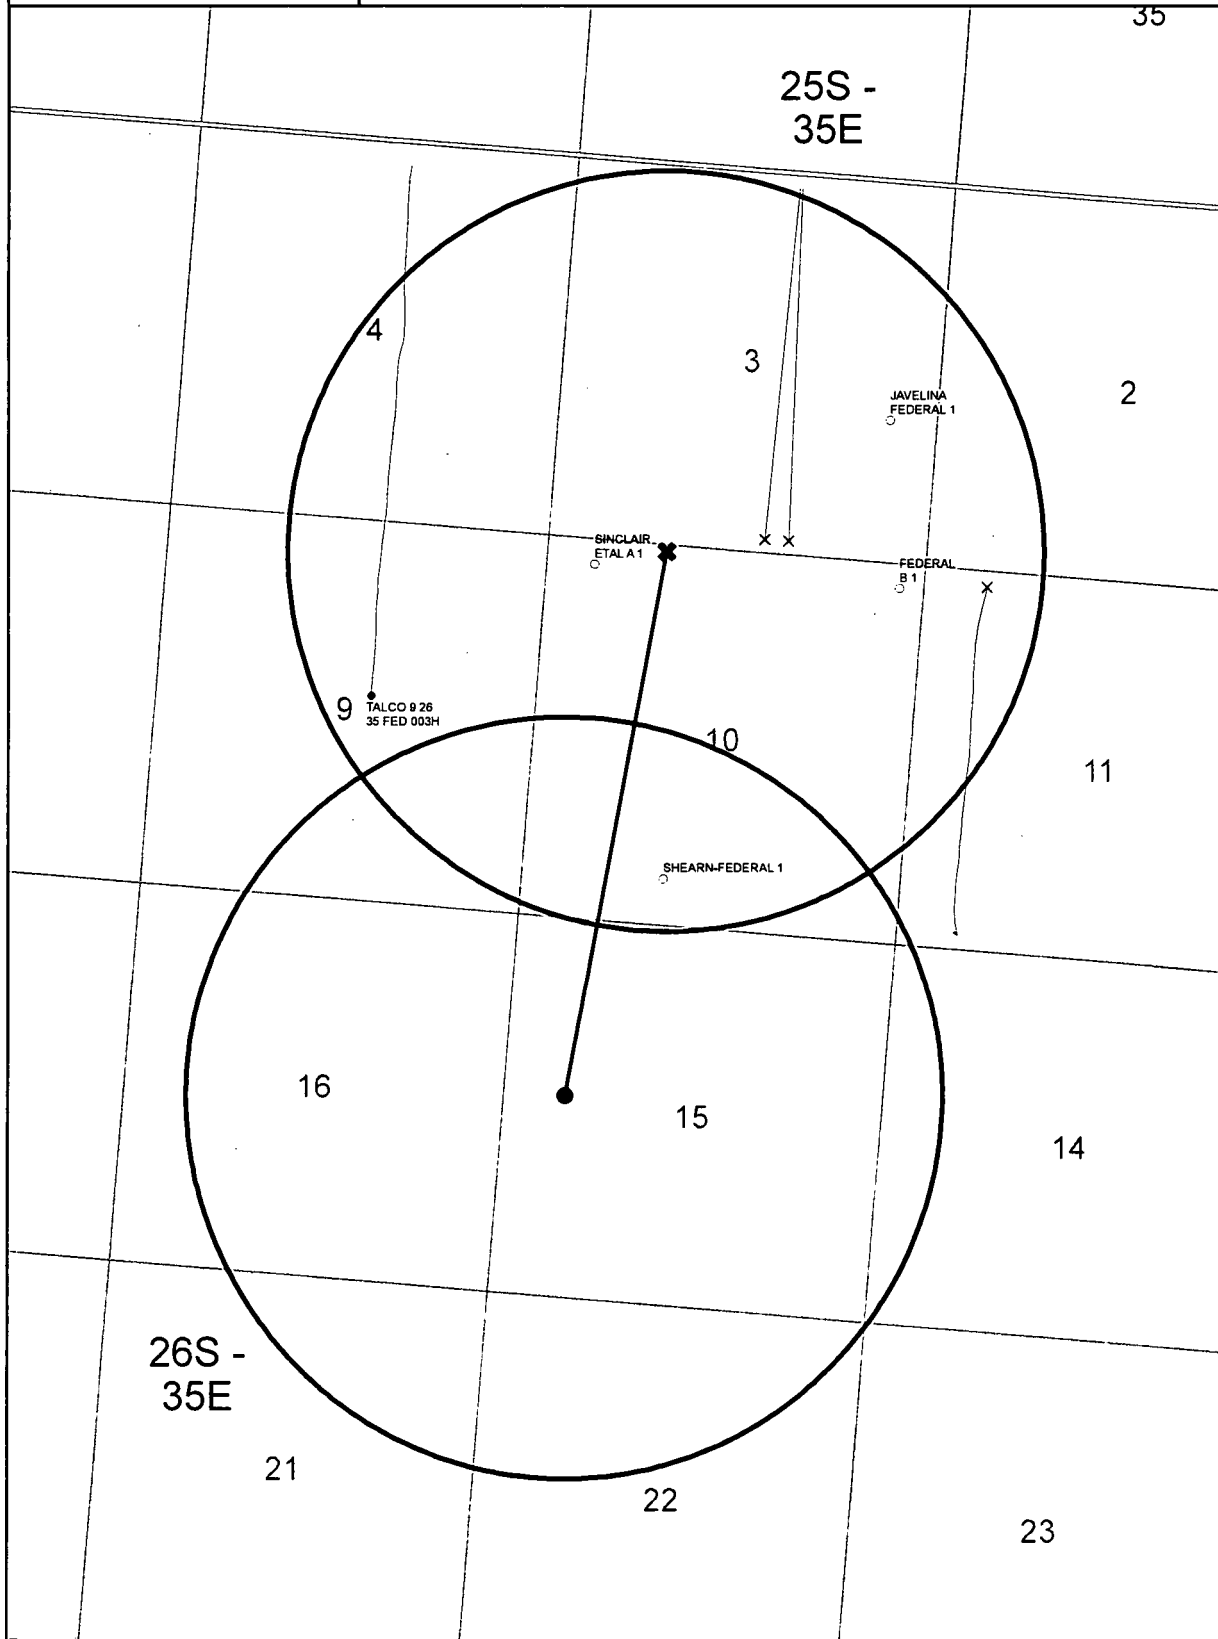 35
25S -
35E
4
3
JAVELINA
FEDERAL 1
2
SINCLAIR
ETAL A 1
FEDERAL
B 1
9
TALCO 9 26
35 FED 003H
10
11
SHEARN-FEDERAL 1
16
15
14
26S -
35E
21
22
23